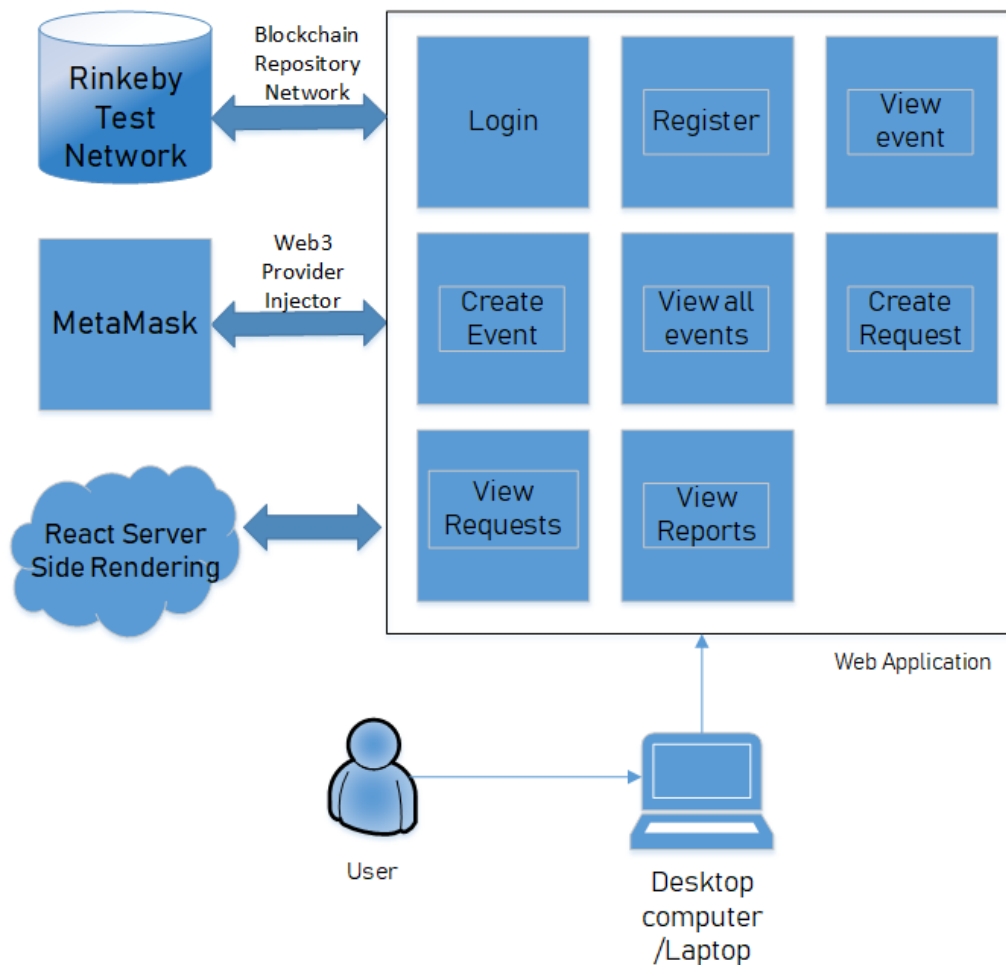 Rinkeby
Test
Network
Blockchain
Repository
Network
Login
Register
View
event
MetaMask
Web3
Provider
Injector
Create
Event
View all
events
Create
Request
React Server
Side Rendering
View
Requests
View
Reports
Web Application
User
Desktop
computer
/Laptop